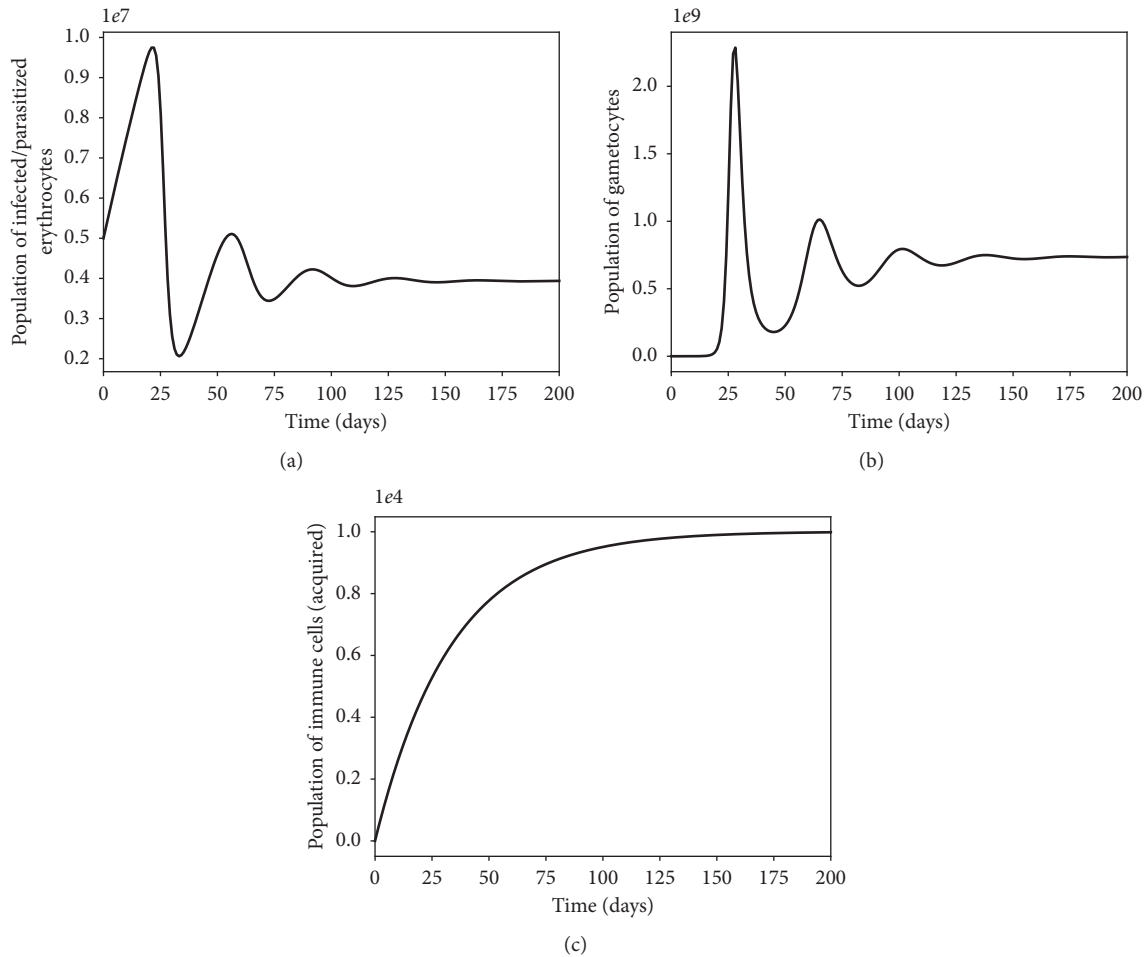 1e7
1.0
0.9
0.8
0.7
0.6
0.5
0.4
0.3
0.2
Population of infected/parasitized
erythrocytes
0 25 50 75 100 125 150 175 200
Time (days)
(a)
1e9
2.0
1.5
1.0
0.5
0.0
Population of gametocytes
0 25 50 75 100 125 150 175 200
Time (days)
(b)
1e4
1.0
0.8
0.6
0.4
0.2
0.0
Population of immune cells (acquired)
0 25 50 75 100 125 150 175 200
Time (days)
(c)